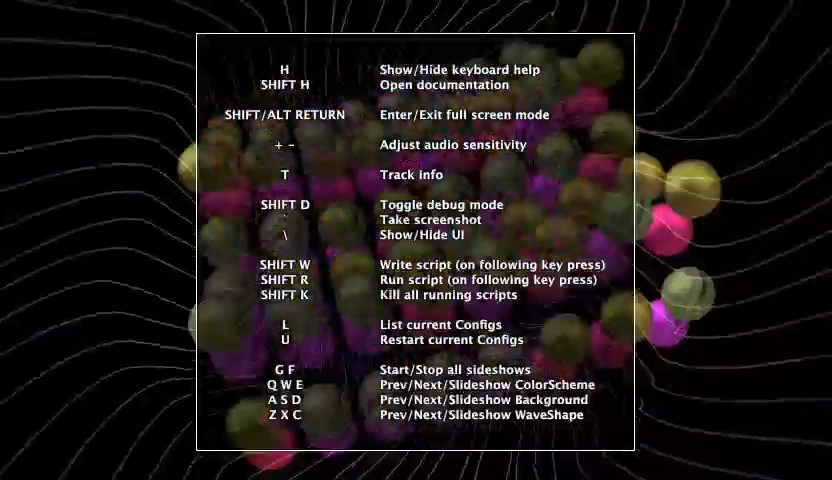 H Show/Hide keyboard help
SHIFT H Open documentation
SHIFT/ALT RETURN Enter/Exit full screen mode
+ - Adjust audio sensitivity
T Track info
SHIFT D Toggle debug mode
` Take screenshot
\ Show/Hide UI
SHIFT W Write script (on following key press)
SHIFT R Run script (on following key press)
SHIFT K Kill all running scripts
L List current Configs
U Restart current Configs
G F Start/Stop all sideshows
Q W E Prev/Next/Slideshow ColorScheme
A S D Prev/Next/Slideshow Background
Z X C Prev/Next/Slideshow WaveShape